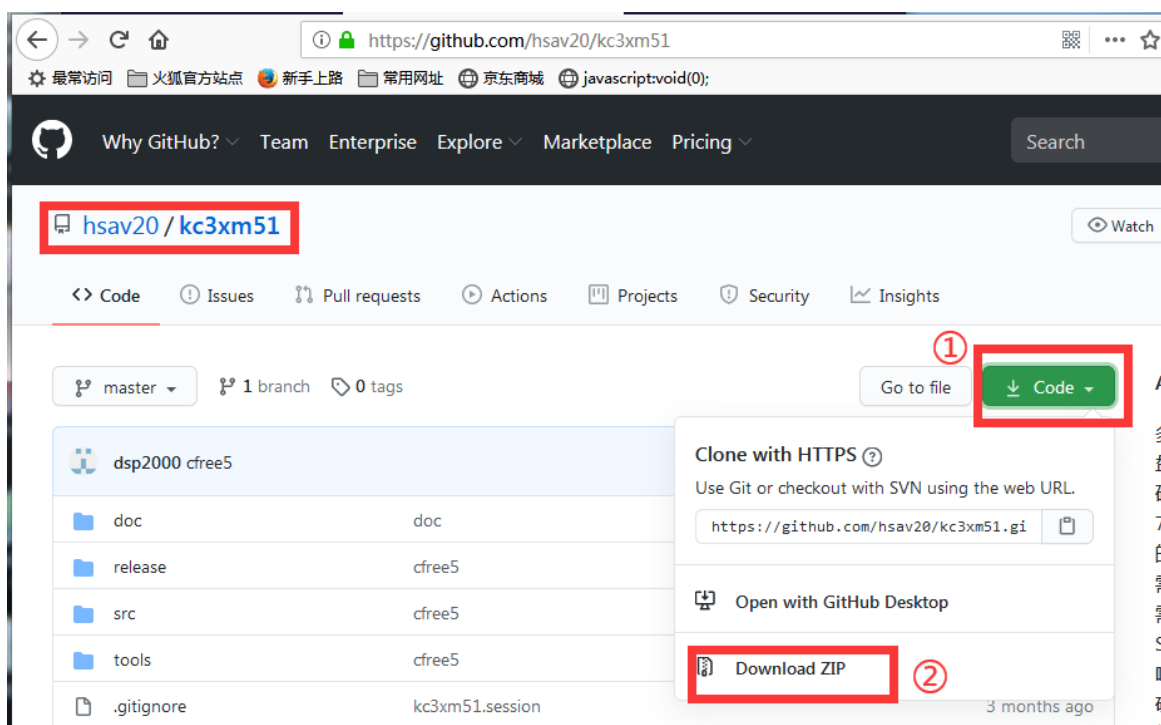 https://github.com/hsav20/kc3xm51
最常访问 火狐官方站点 新手上路 常用网址 京东商城 javascript:void(0);
Why GitHub? Team Enterprise Explore Marketplace Pricing Search
hsav20 / kc3xm51
Watch
Code Issues Pull requests Actions Projects Security Insights
①
master 1 branch 0 tags Go to file Code
dsp2000 cfree5
Clone with HTTPS
Use Git or checkout with SVN using the web URL.
doc doc
https://github.com/hsav20/kc3xm51.gi
release cfree5
src cfree5
Open with GitHub Desktop
tools cfree5
Download ZIP ②
.gitignore kc3xm51.session 3 months ago